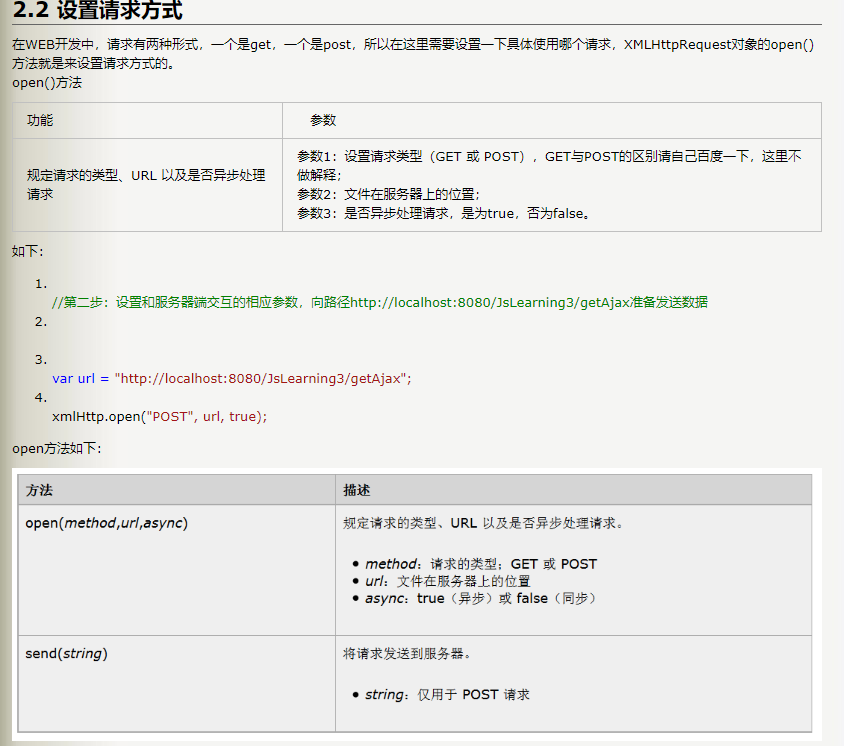 2.2 设置请求方式
在WEB开发中，请求有两种形式，一个是get，一个是post，所以在这里需要设置一下具体使用哪个请求，XMLHttpRequest对象的open()
方法就是来设置请求方式的。
open()方法
功能
参数
规定请求的类型、URL 以及是否异步处理
请求
参数1：设置请求类型（GET 或 POST），GET与POST的区别请自己百度一下，这里不
做解释；
参数2：文件在服务器上的位置；
参数3：是否异步处理请求，是为true，否为false。
如下：
1.
//第二步：设置和服务器端交互的相应参数，向路径http://localhost:8080/JsLearning3/getAjax准备发送数据
2.
3.
var url = "http://localhost:8080/JsLearning3/getAjax";
4.
xmlHttp.open("POST", url, true);
open方法如下：
方法
描述
open(method,url,async)
规定请求的类型、URL 以及是否异步处理请求。
• method：请求的类型；GET 或 POST
• url：文件在服务器上的位置
• async：true（异步）或 false（同步）
send(string)
将请求发送到服务器。
• string：仅用于 POST 请求